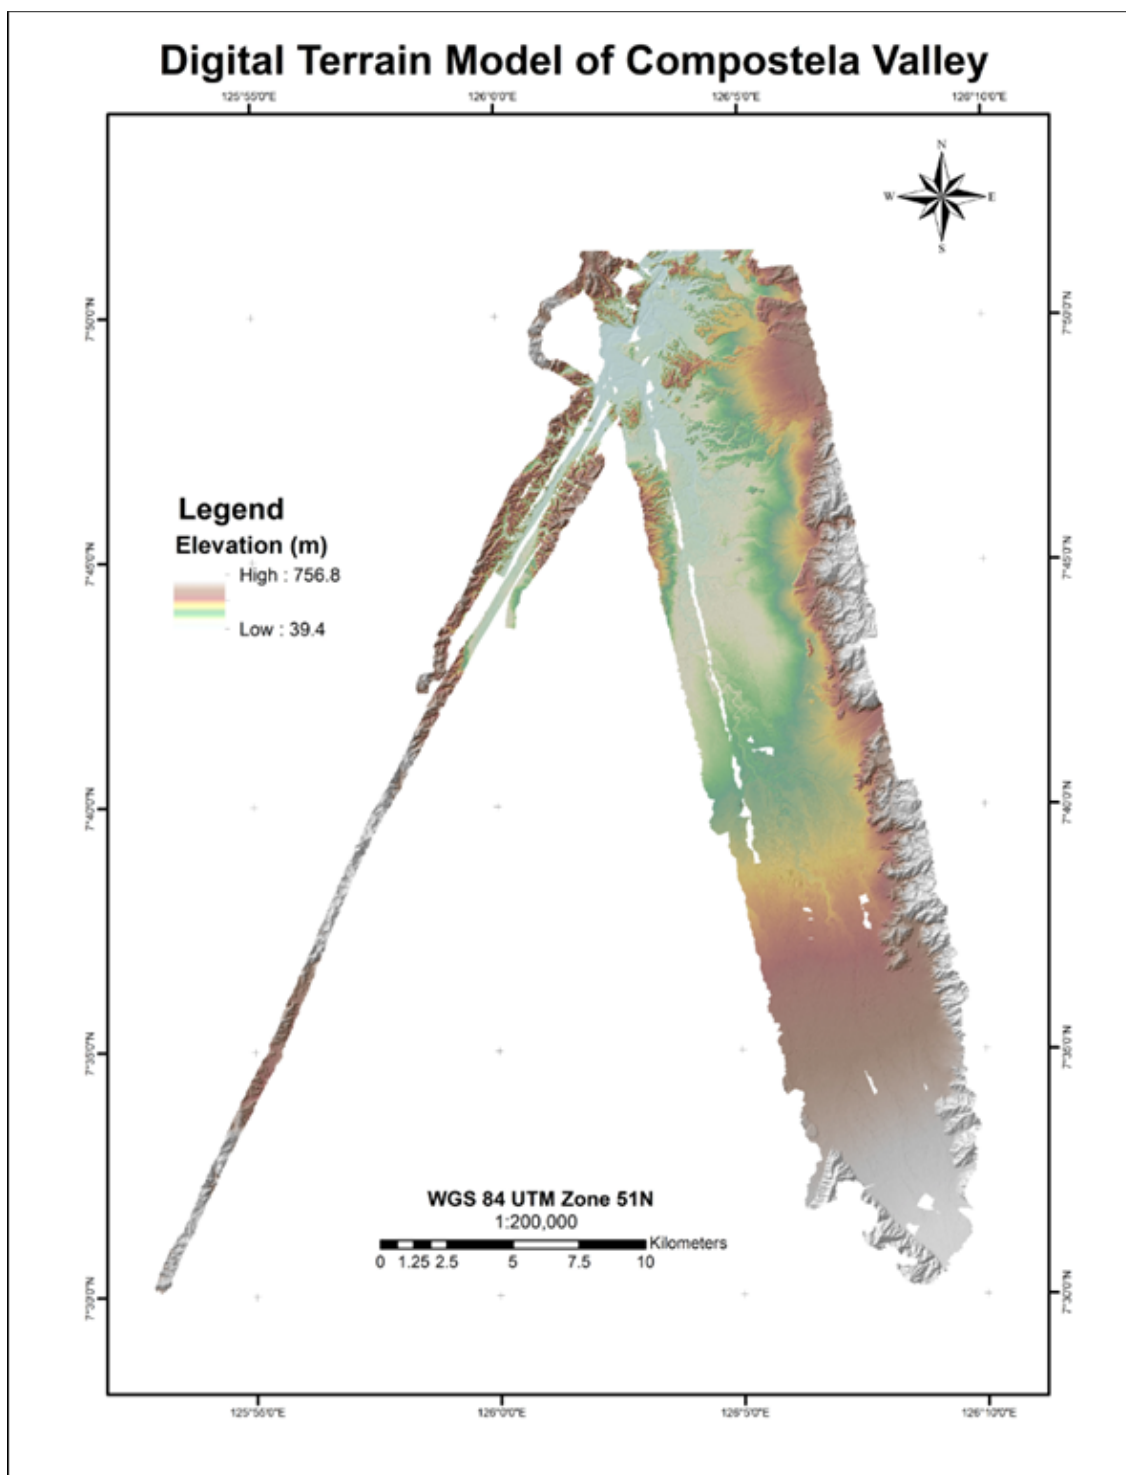 Digital Terrain Model of Compostela Valley
125°55'0"E 126°0'0"E 126°5'0"E 126°10'0"E
N
W E
S
7°50'0"N 7°50'0"N
Legend
Elevation (m)
High : 756.8
Low : 39.4
7°45'0"N 7°45'0"N
7°40'0"N 7°40'0"N
7°35'0"N 7°35'0"N
WGS 84 UTM Zone 51N
1:200,000
Kilometers
0 1.25 2.5 5 7.5 10
7°30'0"N 7°30'0"N
125°55'0"E 126°0'0"E 126°5'0"E 126°10'0"E